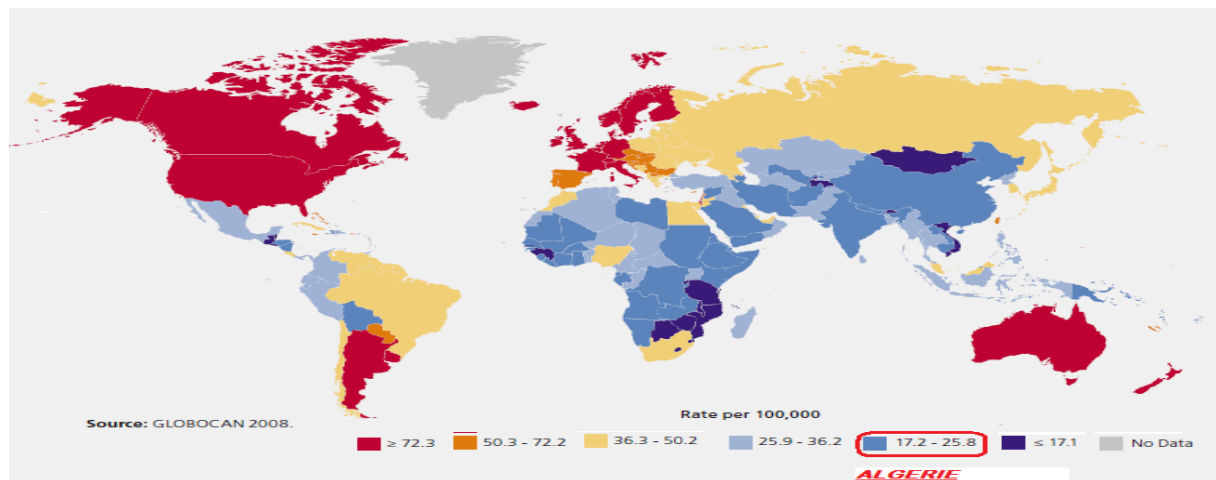 Source: GLOBOCAN 2008.
Rate per 100,000
≥ 72.3 50.3 - 72.2 36.3 - 50.2 25.9 - 36.2 17.2 - 25.8 ≤ 17.1 No Data
ALGERIE